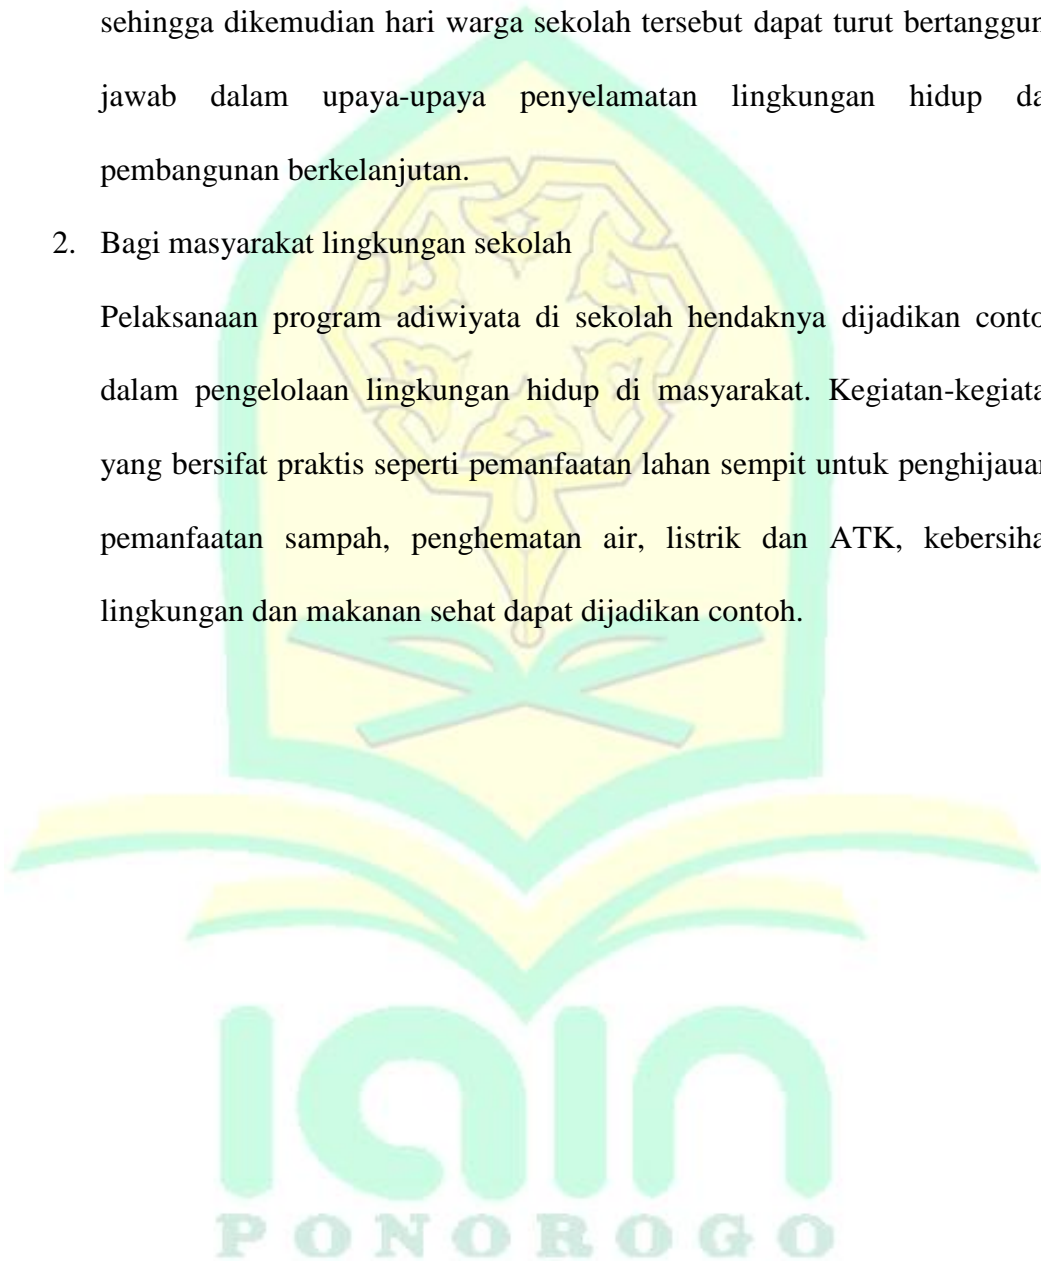 sehingga dikemudian hari warga sekolah tersebut dapat turut bertanggun
jawab dalam upaya-upaya penyelamatan lingkungan hidup da
pembangunan berkelanjutan.
2. Bagi masyarakat lingkungan sekolah
Pelaksanaan program adiwiyata di sekolah hendaknya dijadikan conto
dalam pengelolaan lingkungan hidup di masyarakat. Kegiatan-kegiata
yang bersifat praktis seperti pemanfaatan lahan sempit untuk penghijauan
pemanfaatan sampah, penghematan air, listrik dan ATK, kebersiha
lingkungan dan makanan sehat dapat dijadikan contoh.
iain
PONOROGO